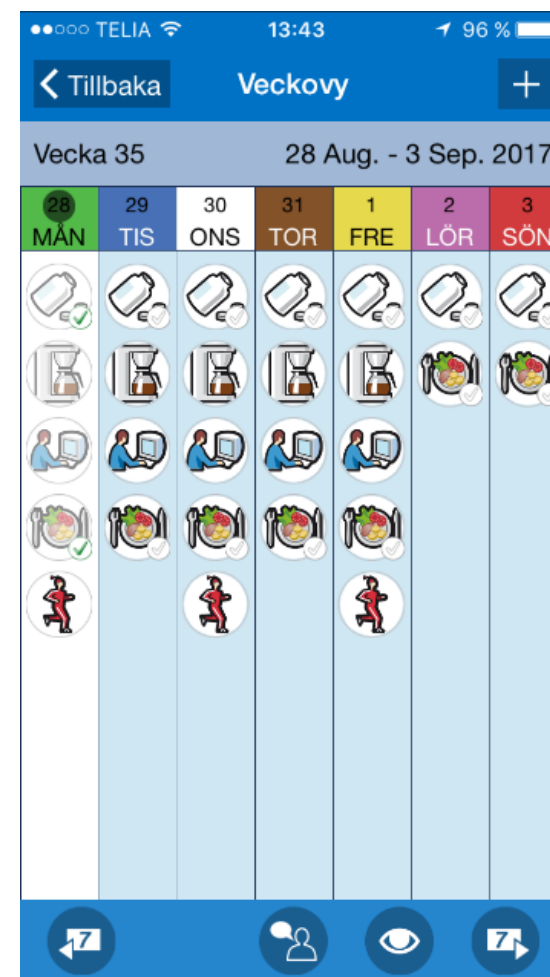 TELIA 13:43 96 %
Tillbaka Veckovy +
Vecka 35 28 Aug. - 3 Sep. 2017
28 29 30 31 1 2 3
MÅN TIS ONS TOR FRE LÖR SÖN
7 7